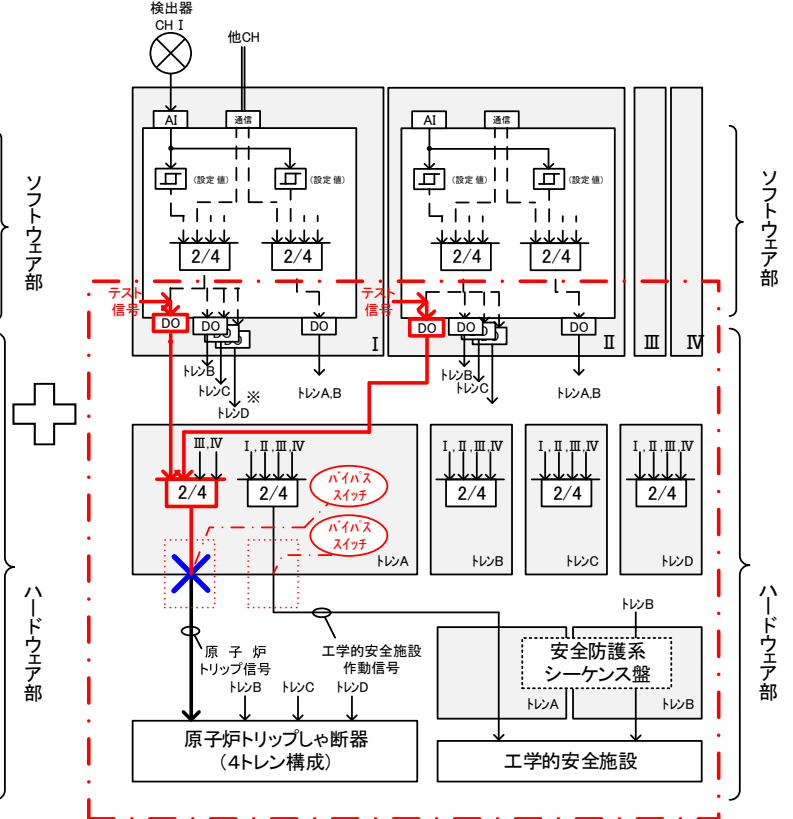 検出器
CH I
他CH
AI
通信
AI
通信
(設定値)
(設定値)
(設定値)
(設定値)
ソフトウェア部
ソフトウェア部
2/4
2/4
2/4
2/4
テスト
信号
テスト
信号
DO
DO
DO
DO
DO
DO
I
II
III
IV
トレンB
トレンC
トレンD
※
トレンA,B
トレンB
トレンC
トレンA,B
III,IV
I,II,III,IV
I,II,III,IV
I,II,III,IV
I,II,III,IV
2/4
2/4
2/4
2/4
2/4
バイパス
スイッチ
バイパス
スイッチ
トレンA
トレンB
トレンC
トレンD
ハードウェア部
ハードウェア部
原子炉
トリップ信号
工学的安全施設
作動信号
トレンB
トレンB
トレンC
トレンD
安全防護系
シーケンス盤
トレンA
トレンB
原子炉トリップしゃ断器
(4トレン構成)
工学的安全施設